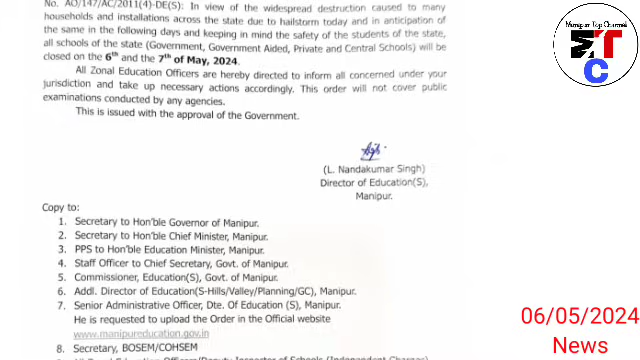 No. AO/147/AC/2011(4)-DE(S): In view of the widespread destruction caused to many
households and installations across the state due to hailstorm today and in anticipation of
the same in the following days and keeping in mind the safety of the students of the state,
all schools of the state (Government, Government Aided, Private and Central Schools) will be
closed on the 6th and the 7th of May, 2024.
All Zonal Education Officers are hereby directed to inform all concerned under your
jurisdiction and take up necessary actions accordingly. This order will not cover public
examinations conducted by any agencies.
This is issued with the approval of the Government.
(L. Nandakumar Singh)
Director of Education(S),
Manipur.
Copy to:
1. Secretary to Hon'ble Governor of Manipur.
2. Secretary to Hon'ble Chief Minister, Manipur.
3. PPS to Hon'ble Education Minister, Manipur.
4. Staff Officer to Chief Secretary, Govt. of Manipur.
5. Commissioner, Education(S), Govt. of Manipur.
6. Addl. Director of Education(S-Hills/Valley/Planning/GC), Manipur.
7. Senior Administrative Officer, Dte. Of Education (S), Manipur.
He is requested to upload the Order in the Official website
www.manipureducation.gov.in
8. Secretary, BOSEM/COHSEM
Manipur Top Channel
MTC
06/05/2024
News